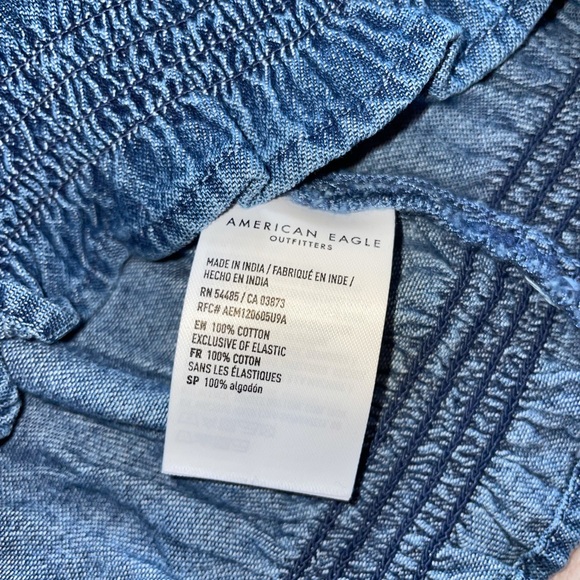 AMERICAN EAGLE
OUTFITTERS
MADE IN INDIA / FABRIQUÉ EN INDE /
HECHO EN INDIA
RN 54485 / CA 03873
RFC# AEM120605U9A
EN 100% COTTON
EXCLUSIVE OF ELASTIC
FR 100% COTON
SANS LES ÉLASTIQUES
SP 100% algodón